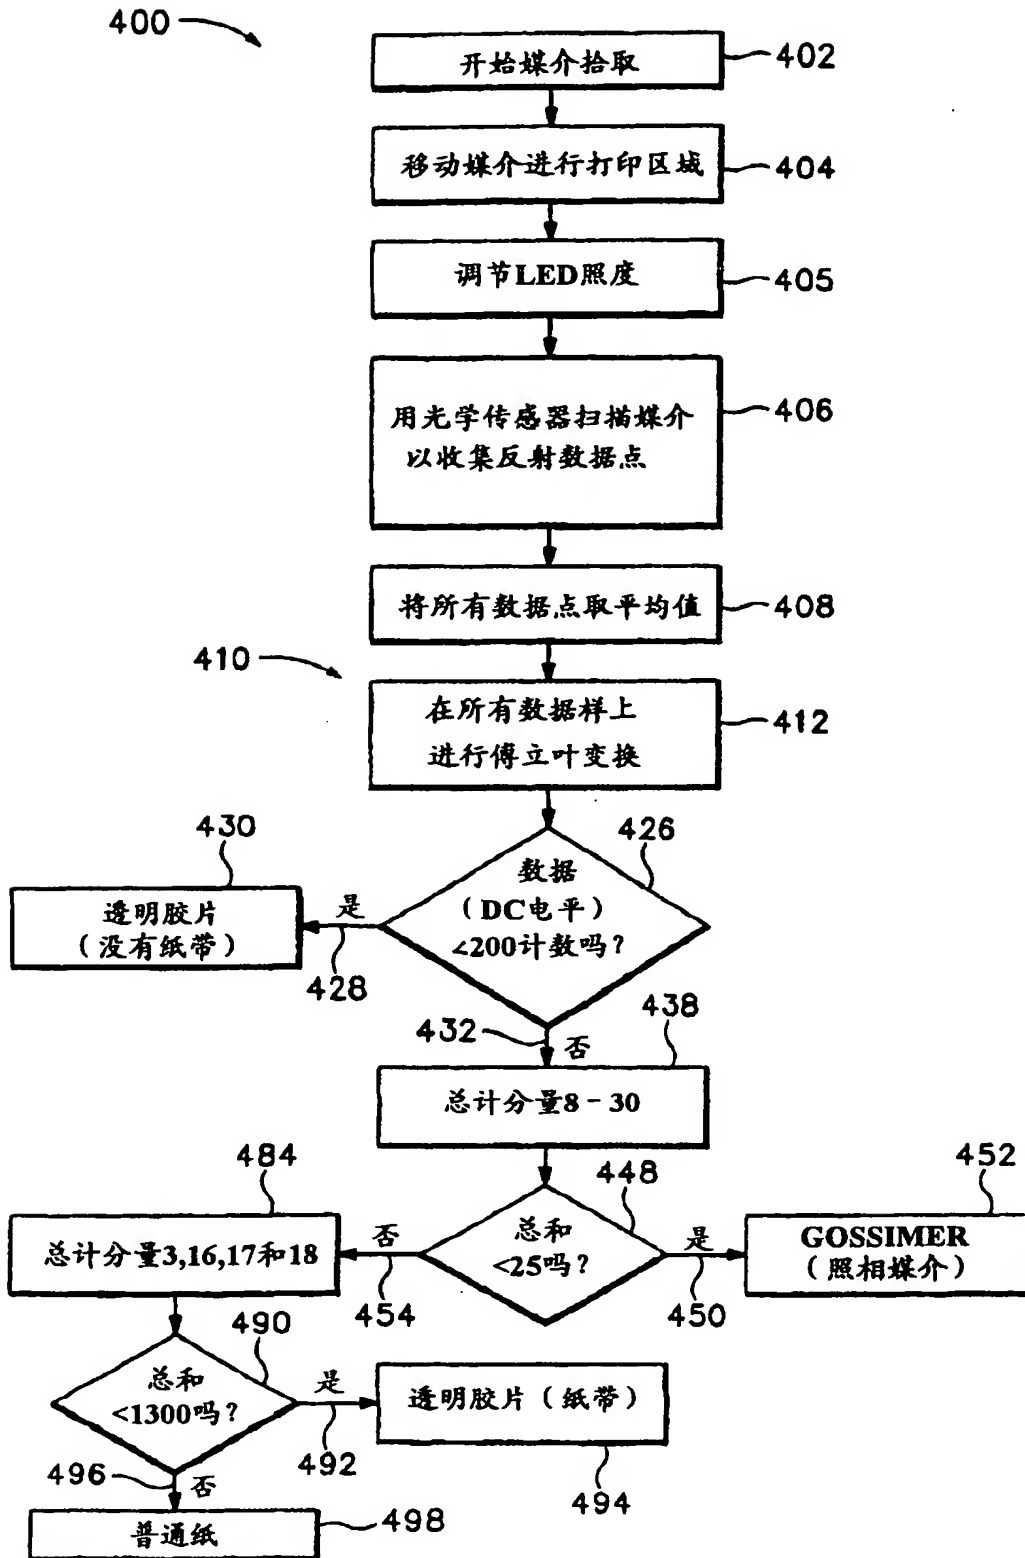 400
开始媒介拾取
402
移动媒介进行打印区域
404
调节LED照度
405
用光学传感器扫描媒介
以收集反射数据点
406
将所有数据点取平均值
408
410
在所有数据样上
进行傅立叶变换
412
430
透明胶片
(没有纸带)
是
428
数据
(DC电平)
<200计数吗?
426
432
否
438
总计分量8-30
484
总计分量3,16,17和18
否
454
总和
<25吗?
448
是
450
452
GOSSIMER
(照相媒介)
490
总和
<1300吗?
是
492
透明胶片(纸带)
494
496
否
普通纸
498